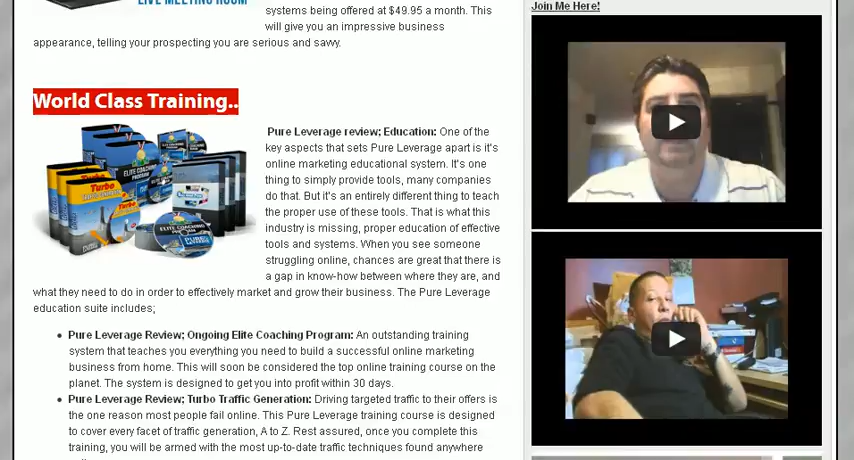 LIVE MEETING ROOM
systems being offered at $49.95 a month. This
will give you an impressive business
appearance, telling your prospecting you are serious and savvy.
World Class Training..
Pure Leverage review; Education: One of the
key aspects that sets Pure Leverage apart is it's
online marketing educational system. It's one
thing to simply provide tools, many companies
do that. But it's an entirely different thing to teach
the proper use of these tools. That is what this
industry is missing, proper education of effective
tools and systems. When you see someone
struggling online, chances are great that there is
a gap in know-how between where they are, and
what they need to do in order to effectively market and grow their business. The Pure Leverage
education suite includes;
Turbo
ELITE COACHING
PROGRAM
ELITE COACHING
• Pure Leverage Review; Ongoing Elite Coaching Program: An outstanding training
system that teaches you everything you need to build a successful online marketing
business from home. This will soon be considered the top online training course on the
planet. The system is designed to get you into profit within 30 days.
• Pure Leverage Review; Turbo Traffic Generation: Driving targeted traffic to their offers is
the one reason most people fail online. This Pure Leverage training course is designed
to cover every facet of traffic generation, A to Z. Rest assured, once you complete this
training, you will be armed with the most up-to-date traffic techniques found anywhere
Join Me Here!